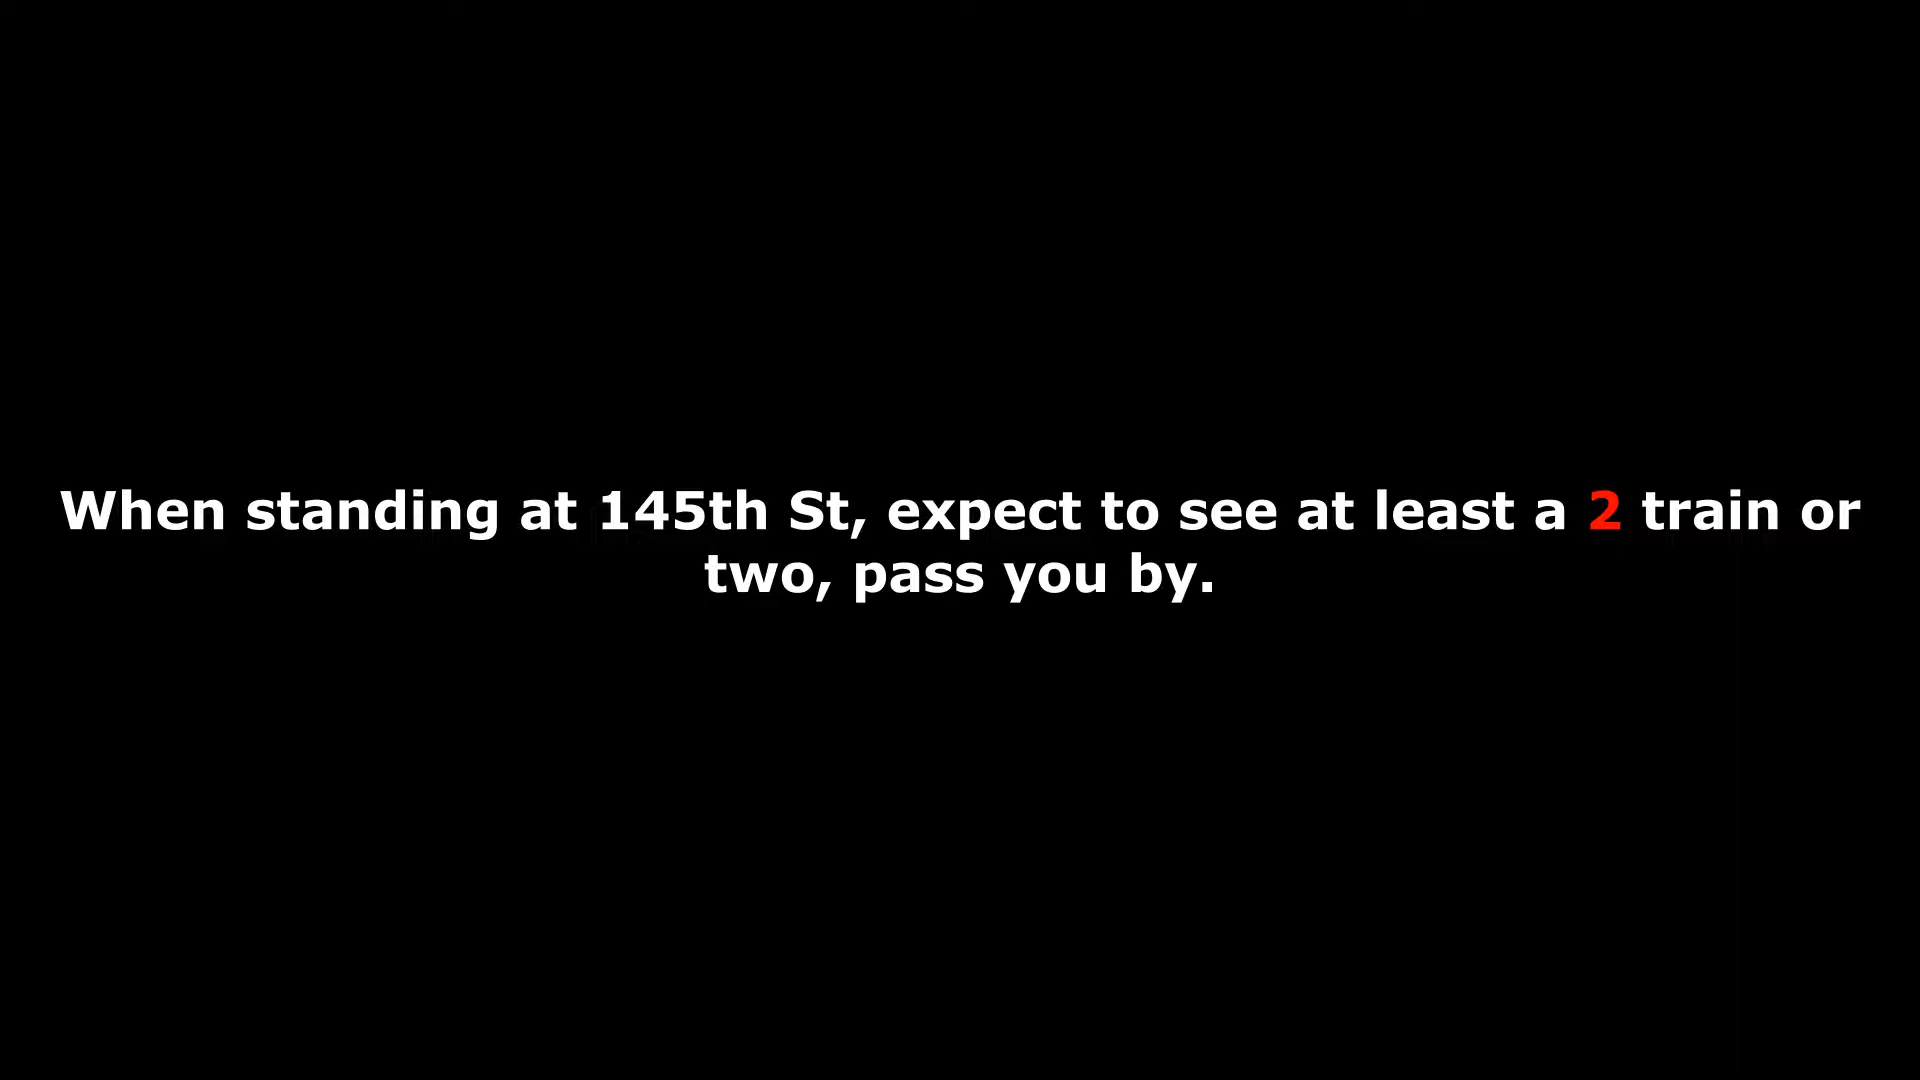 When standing at 145th St, expect to see at least a 2 train or
two, pass you by.